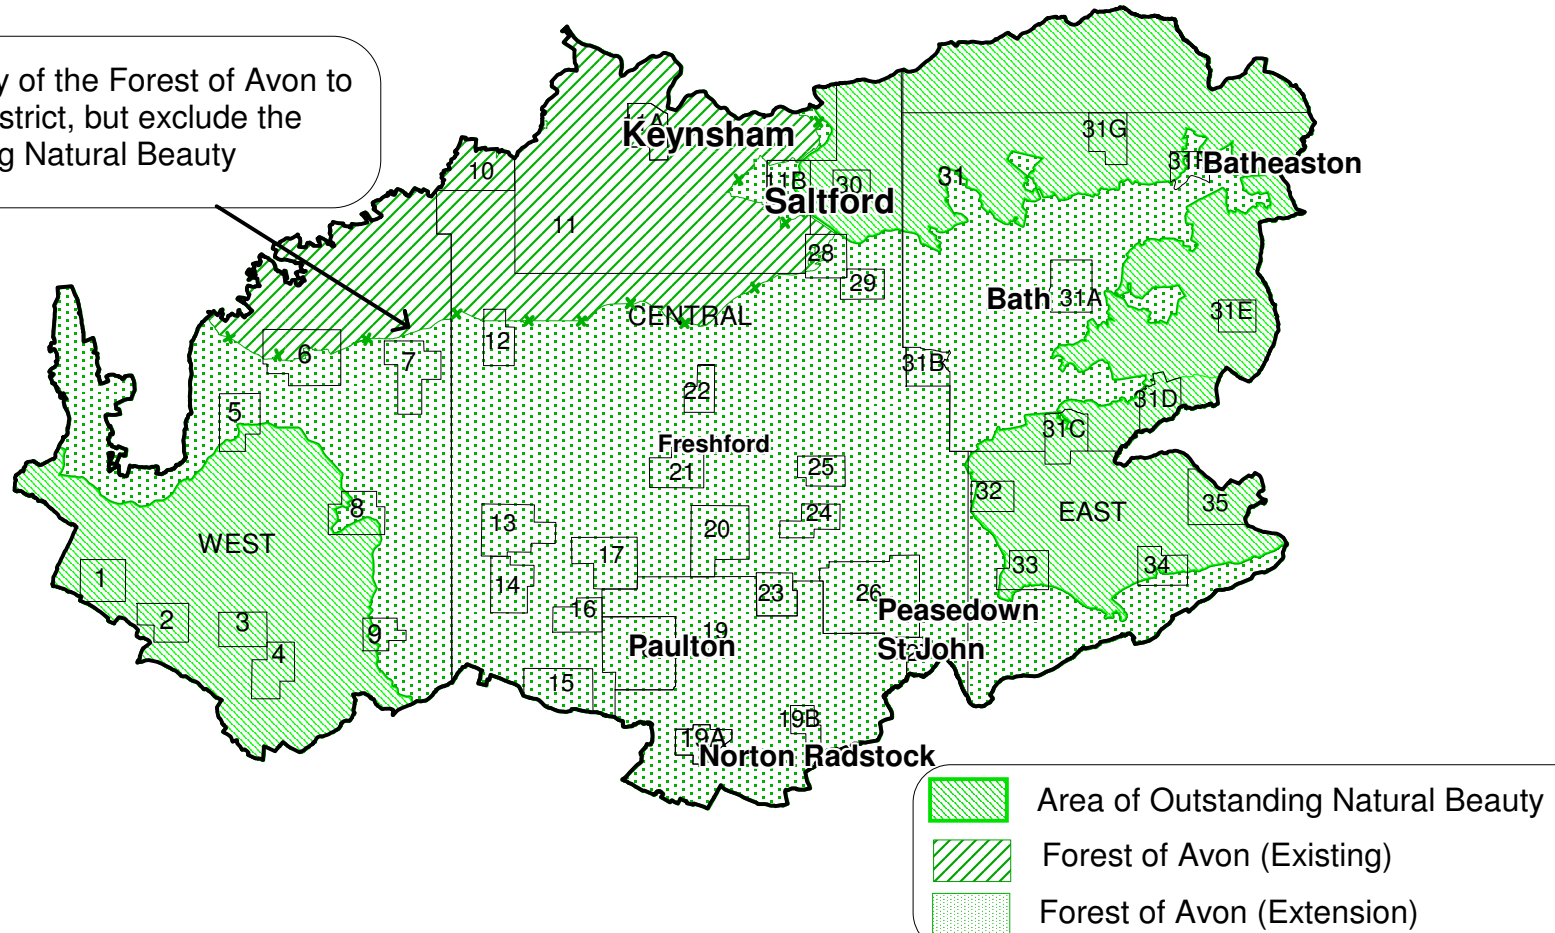 y of the Forest of Avon to
strict, but exclude the
g Natural Beauty
Keynsham
31G
10
31F
Batheaston
11B
30
31
Saltford
11
28
29
Bath
31A
31E
CENTRAL
12
6
7
31B
22
5
31D
31C
Freshford
21
25
32
EAST
35
8
13
20
24
WEST
17
33
34
1
14
23
26
16
Peasedown
2
3
19
9
Paulton
St John
4
15
19B
19A
Norton Radstock
Area of Outstanding Natural Beauty
Forest of Avon (Existing)
Forest of Avon (Extension)